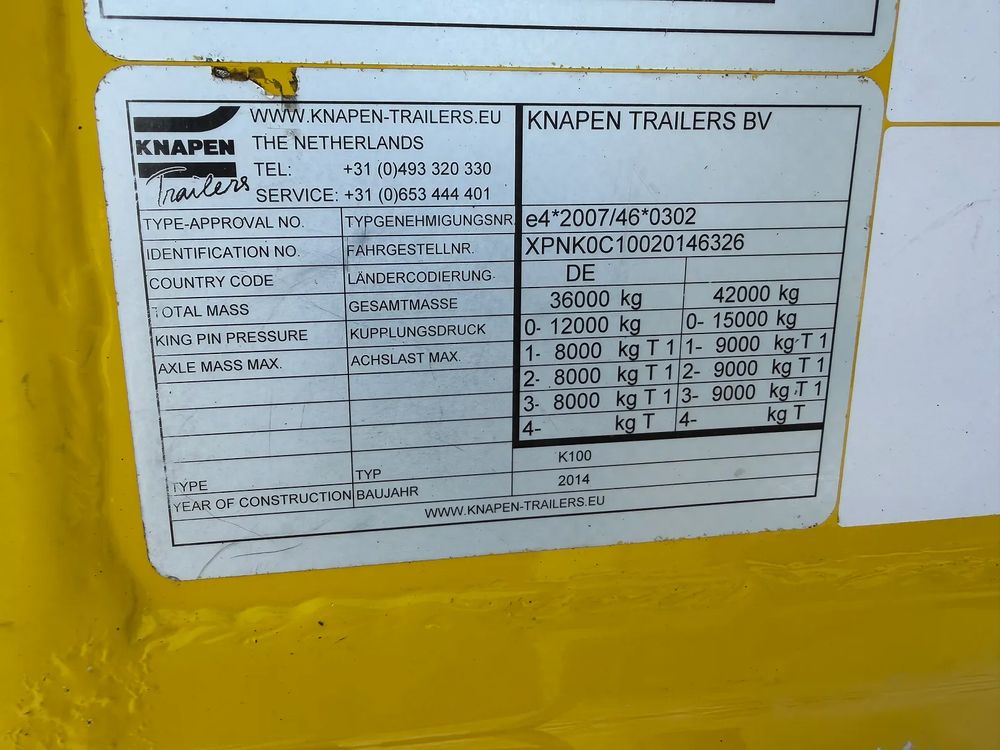 KNAPEN
Trailers
WWW.KNAPEN-TRAILERS.EU
THE NETHERLANDS
TEL: +31 (0)493 320 330
SERVICE: +31 (0)653 444 401
KNAPEN TRAILERS BV
TYPE-APPROVAL NO. TYPGENEHMIGUNGSNR. e4*2007/46*0302
IDENTIFICATION NO. FAHRGESTELLNR. XPNK0C10020146326
COUNTRY CODE LÄNDERCODIERUNG DE
TOTAL MASS GESAMTMASSE 36000 kg 42000 kg
KING PIN PRESSURE KUPPLUNGSDRUCK 0- 12000 kg 0- 15000 kg
AXLE MASS MAX. ACHSLAST MAX. 1- 8000 kg T 1 1- 9000 kg T 1
2- 8000 kg T 1 2- 9000 kg T 1
3- 8000 kg T 1 3- 9000 kg T 1
4- kg T 4- kg T
TYPE TYP K100
YEAR OF CONSTRUCTION BAUJAHR 2014
WWW.KNAPEN-TRAILERS.EU